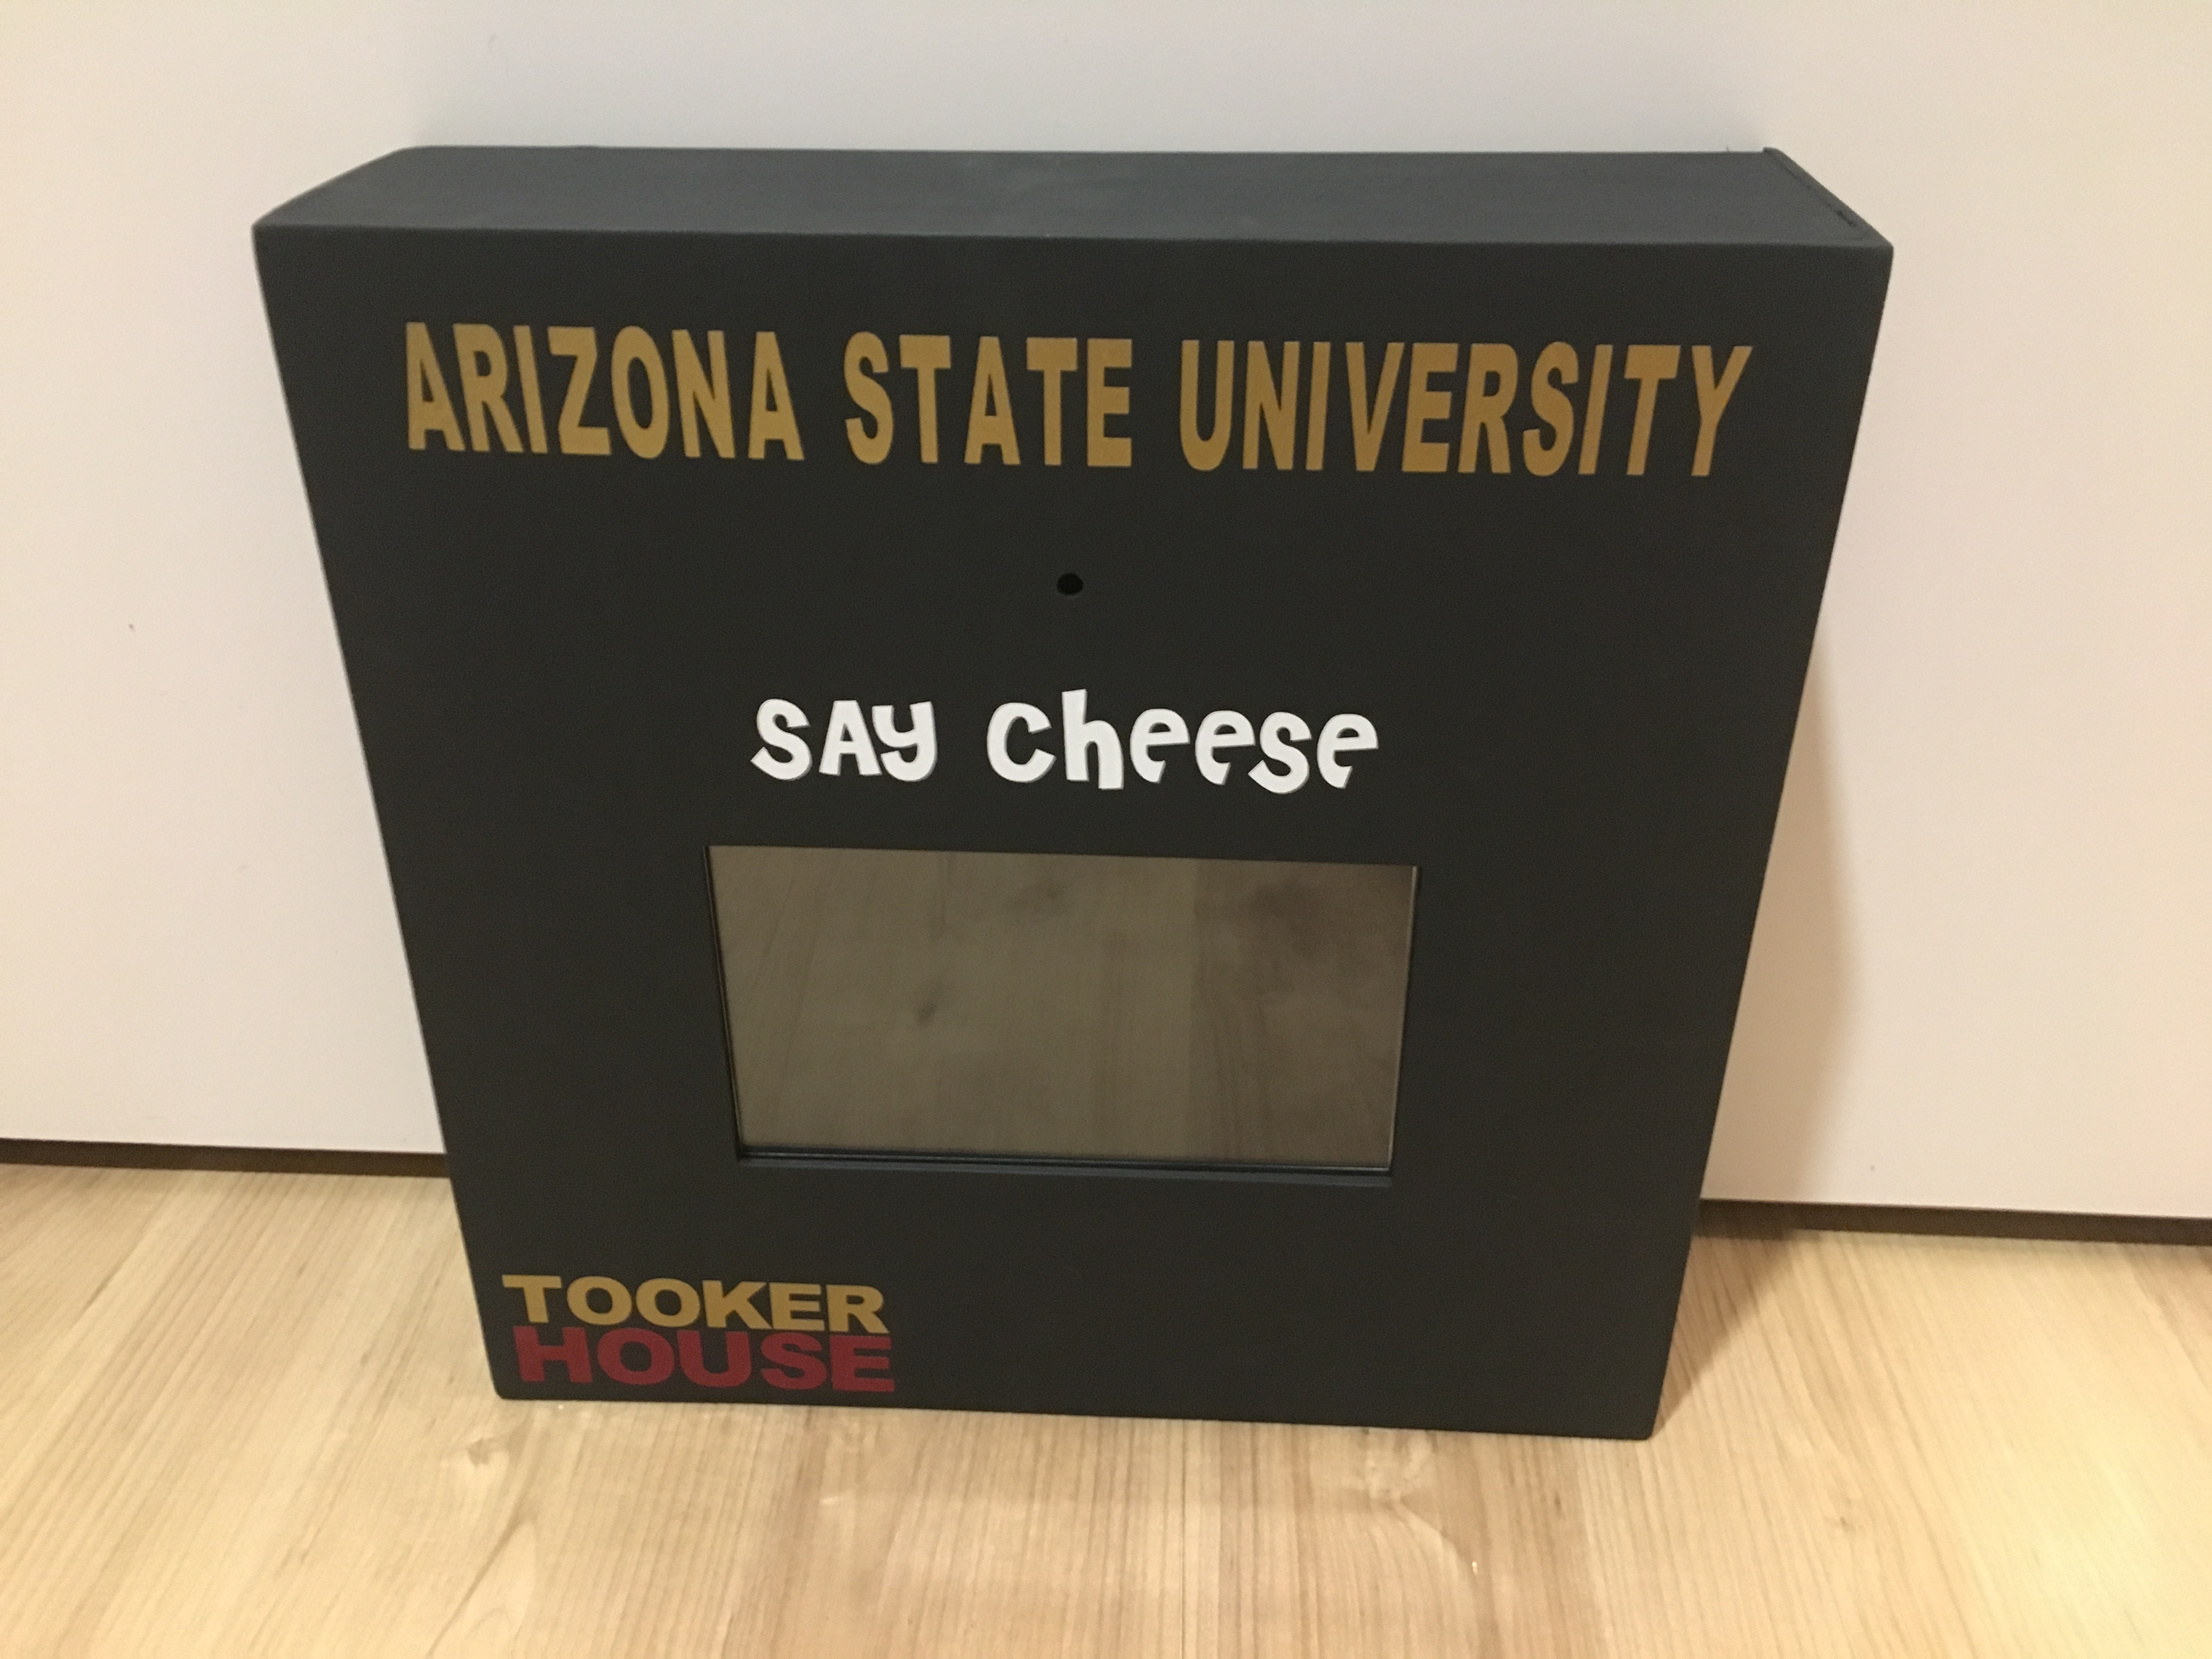 ARIZONA STATE UNIVERSITY
SAY Cheese
TOOKER
HOUSE